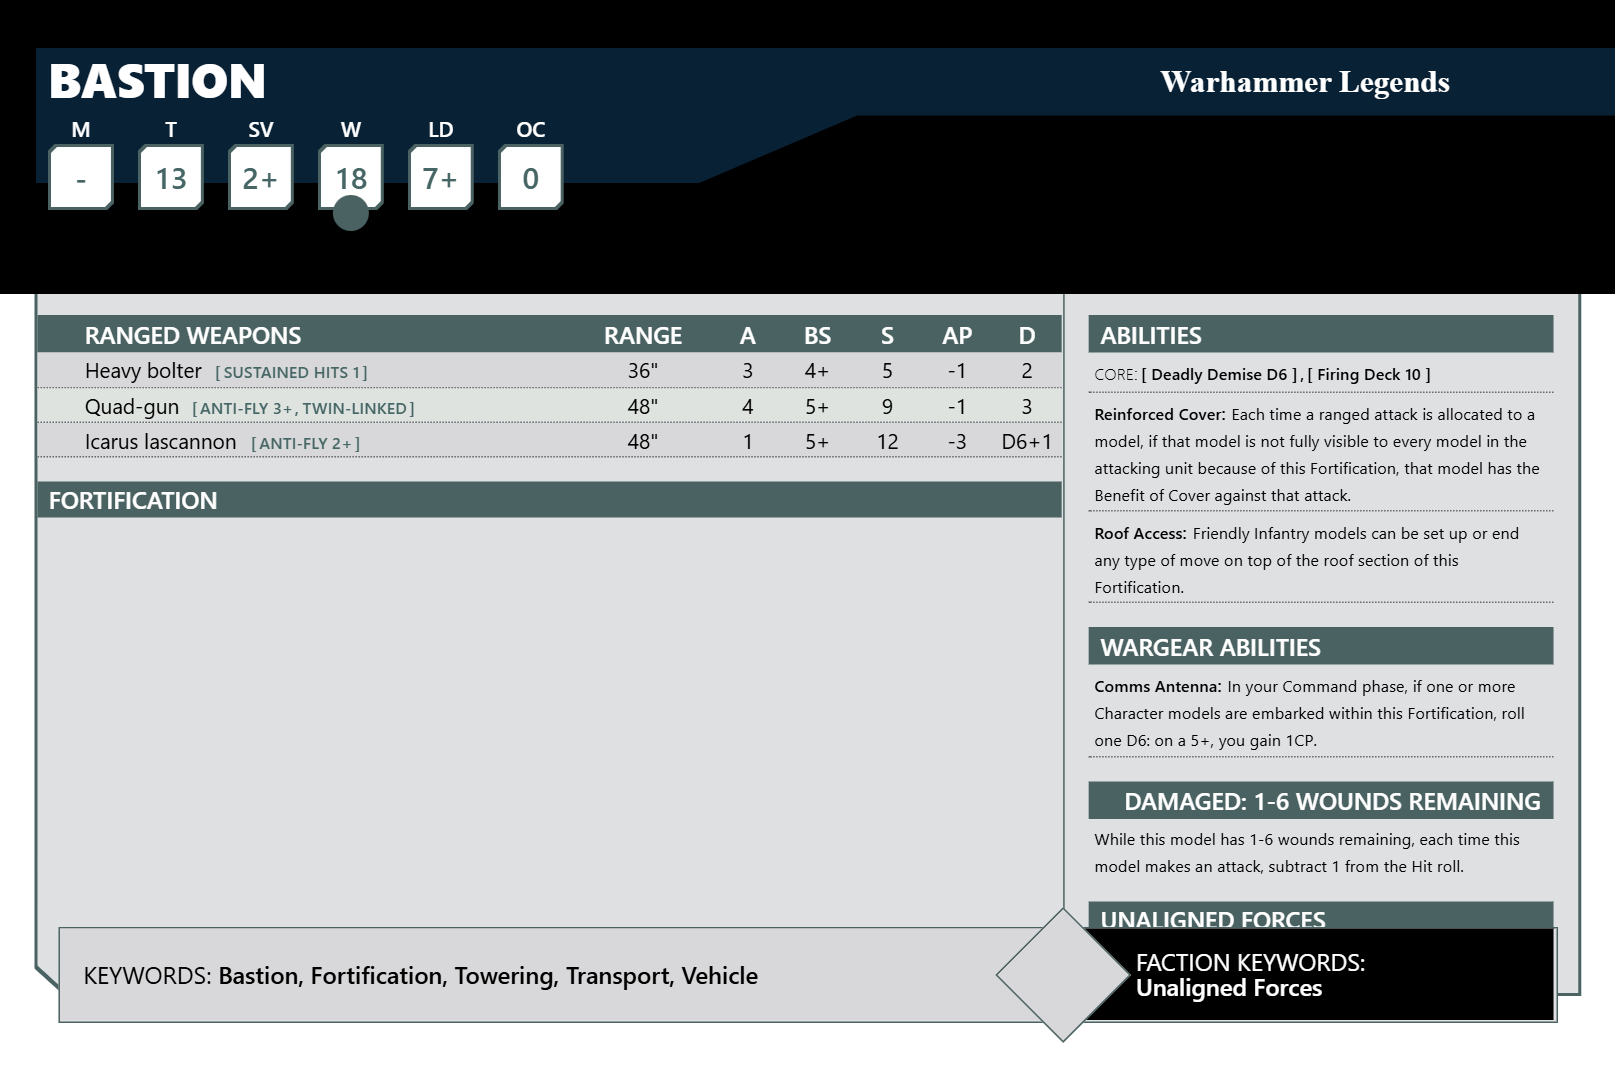 BASTION
Warhammer Legends
M T SV W LD OC
- 13 2+ 18 7+ 0
RANGED WEAPONS RANGE A BS S AP D
Heavy bolter [ SUSTAINED HITS 1 ] 36" 3 4+ 5 -1 2
Quad-gun [ ANTI-FLY 3+, TWIN-LINKED ] 48" 4 5+ 9 -1 3
Icarus lascannon [ ANTI-FLY 2+ ] 48" 1 5+ 12 -3 D6+1
FORTIFICATION
ABILITIES
CORE: [ Deadly Demise D6 ] , [ Firing Deck 10 ]
Reinforced Cover: Each time a ranged attack is allocated to a
model, if that model is not fully visible to every model in the
attacking unit because of this Fortification, that model has the
Benefit of Cover against that attack.
Roof Access: Friendly Infantry models can be set up or end
any type of move on top of the roof section of this
Fortification.
WARGEAR ABILITIES
Comms Antenna: In your Command phase, if one or more
Character models are embarked within this Fortification, roll
one D6: on a 5+, you gain 1CP.
DAMAGED: 1-6 WOUNDS REMAINING
While this model has 1-6 wounds remaining, each time this
model makes an attack, subtract 1 from the Hit roll.
UNALIGNED FORCES
KEYWORDS: Bastion, Fortification, Towering, Transport, Vehicle
FACTION KEYWORDS:
Unaligned Forces